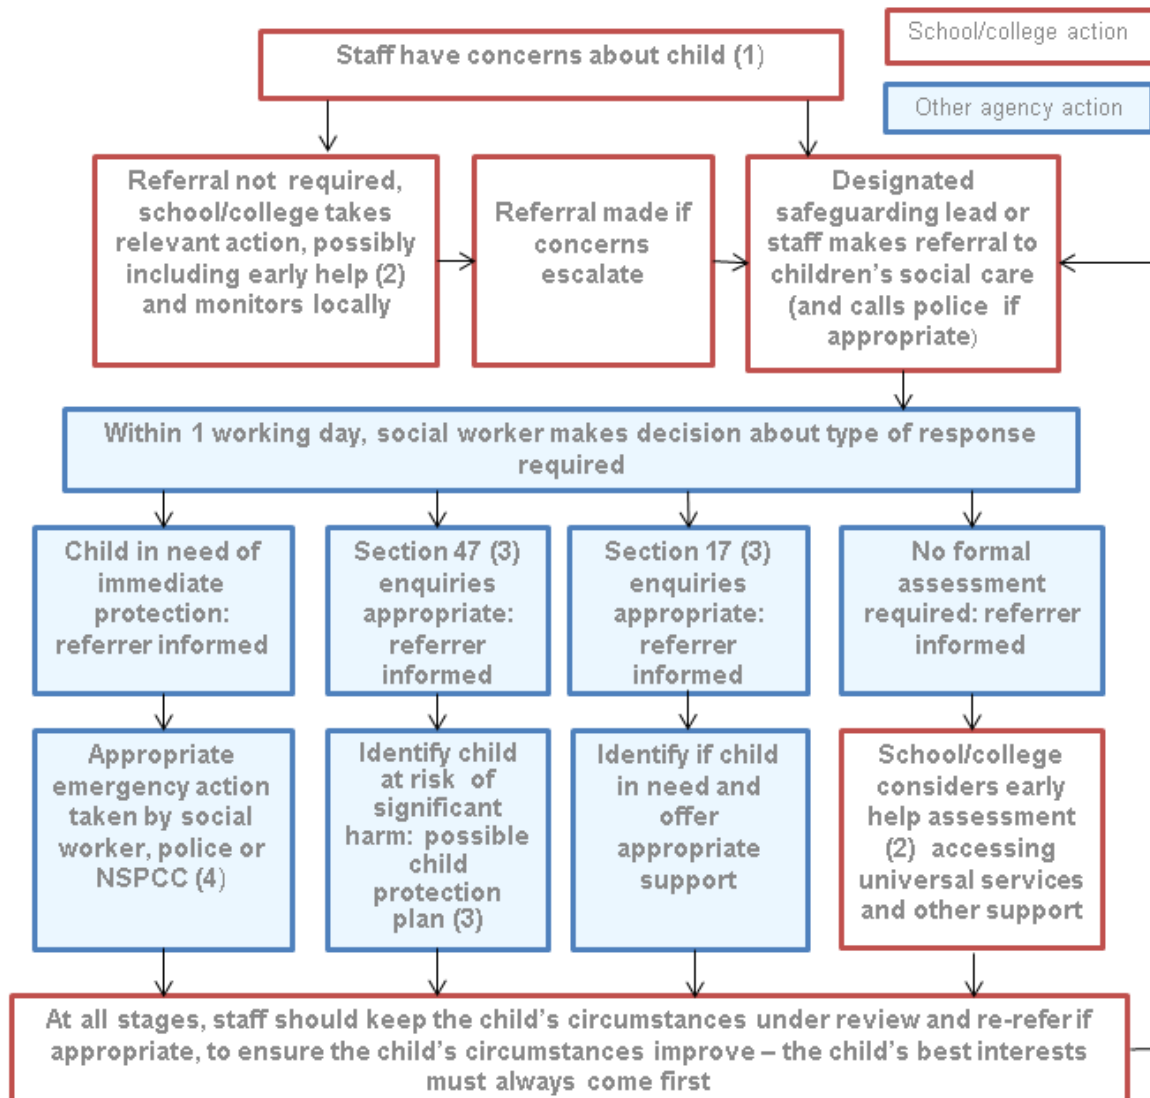 School/college action
Staff have concerns about child (1)
Other agency action
Referral not required,
school/college takes
relevant action, possibly
including early help (2)
and monitors locally
Referral made if
concerns
escalate
Designated
safeguarding lead or
staff makes referral to
children's social care
(and calls police if
appropriate)
Within 1 working day, social worker makes decision about type of response
required
Child in need of
immediate
protection:
referrer informed
Section 47 (3)
enquiries
appropriate:
referrer
informed
Section 17 (3)
enquiries
appropriate:
referrer
informed
No formal
assessment
required: referrer
informed
Appropriate
emergency action
taken by social
worker, police or
NSPCC (4)
Identify child
at risk of
significant
harm: possible
child
protection
plan (3)
Identify if child
in need and
offer
appropriate
support
School/college
considers early
help assessment
(2) accessing
universal services
and other support
At all stages, staff should keep the child's circumstances under review and re-refer if
appropriate, to ensure the child's circumstances improve – the child's best interests
must always come first